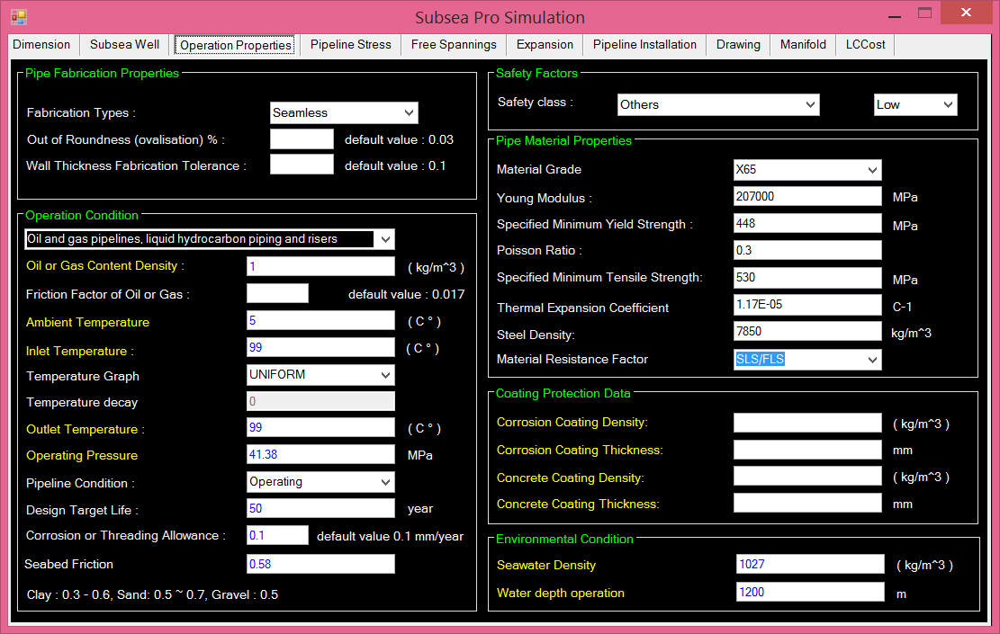 Subsea Pro Simulation
Dimension Subsea Well Operation Properties Pipeline Stress Free Spannings Expansion Pipeline Installation Drawing Manifold LCCost
Pipe Fabrication Properties
Fabrication Types : Seamless
Out of Roundness (ovalisation) % : default value : 0.03
Wall Thickness Fabrication Tolerance : default value : 0.1
Operation Condition
Oil and gas pipelines, liquid hydrocarbon piping and risers
Oil or Gas Content Density : 1 ( kg/m^3 )
Friction Factor of Oil or Gas : default value : 0.017
Ambient Temperature 5 ( C ° )
Inlet Temperature : 99 ( C ° )
Temperature Graph UNIFORM
Temperature decay 0
Outlet Temperature : 99 ( C ° )
Operating Pressure 41.38 MPa
Pipeline Condition : Operating
Design Target Life : 50 year
Corrosion or Threading Allowance : 0.1 default value 0.1 mm/year
Seabed Friction 0.58
Clay : 0.3 - 0.6, Sand: 0.5 ~ 0.7, Gravel : 0.5
Safety Factors
Safety class : Others Low
Pipe Material Properties
Material Grade X65
Young Modulus : 207000 MPa
Specified Minimum Yield Strength : 448 MPa
Poisson Ratio : 0.3
Specified Minimum Tensile Strength: 530 MPa
Thermal Expansion Coefficient 1.17E-05 C-1
Steel Density: 7850 kg/m^3
Material Resistance Factor SLS/FLS
Coating Protection Data
Corrosion Coating Density: ( kg/m^3 )
Corrosion Coating Thickness: mm
Concrete Coating Density: ( kg/m^3 )
Concrete Coating Thickness: mm
Environmental Condition
Seawater Density 1027 ( kg/m^3 )
Water depth operation 1200 m